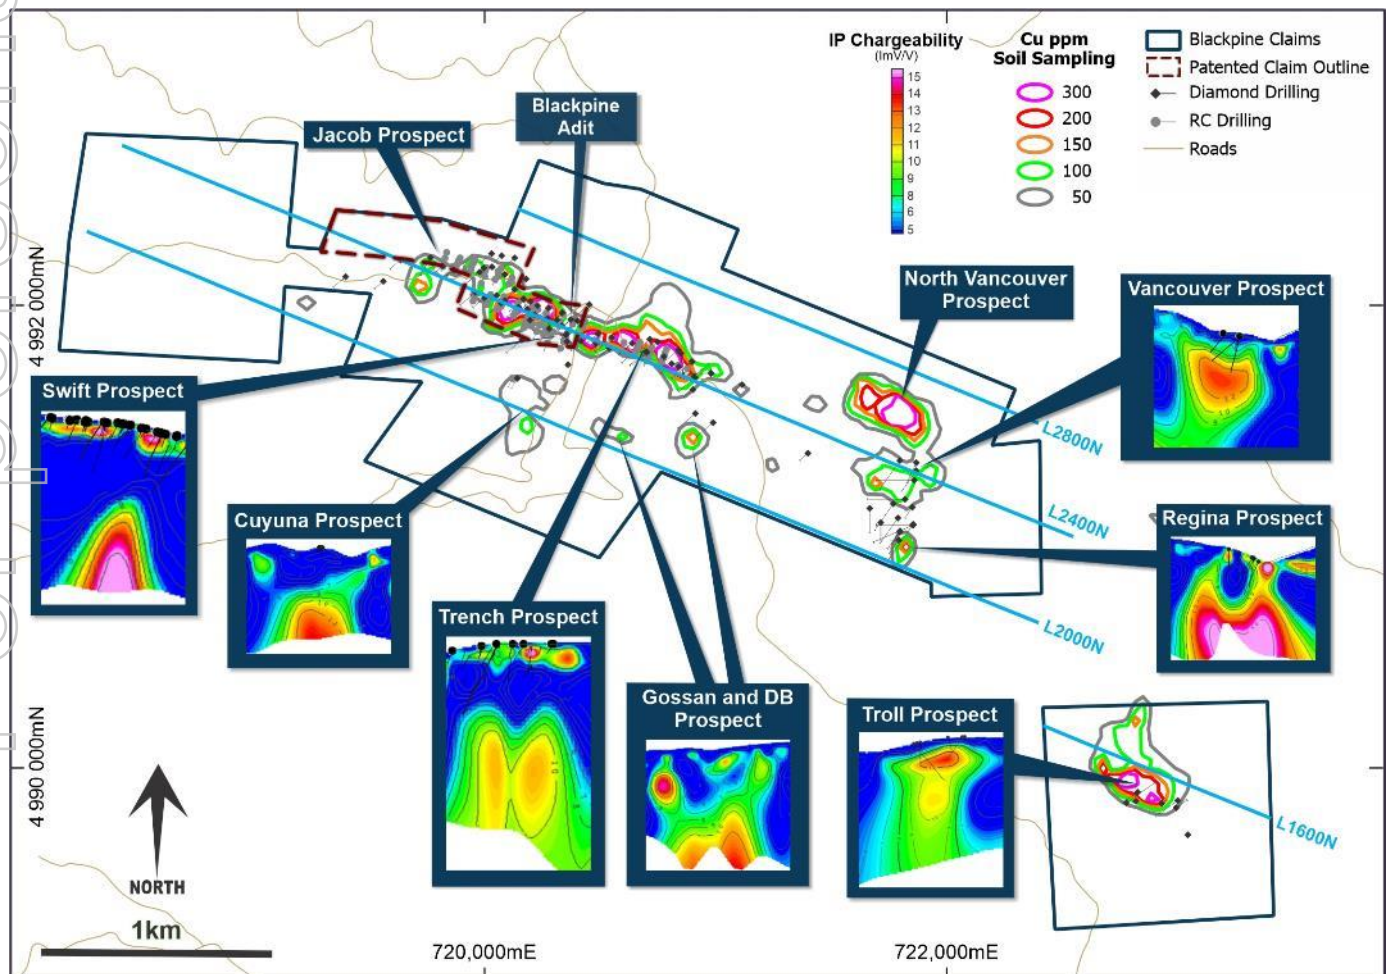 IP Chargeability
(ImV/V)
15
14
13
12
11
10
9
8
6
5
Cu ppm
Soil Sampling
300
200
150
100
50
Blackpine Claims
Patented Claim Outline
Diamond Drilling
RC Drilling
Roads
Blackpine
Adit
Jacob Prospect
North Vancouver
Prospect
Vancouver Prospect
4 992 000mN
Swift Prospect
L2800N
Cuyuna Prospect
L2400N
Regina Prospect
Trench Prospect
L2000N
Gossan and DB
Prospect
Troll Prospect
4 990 000mN
L1600N
NORTH
1km
720,000mE
722,000mE